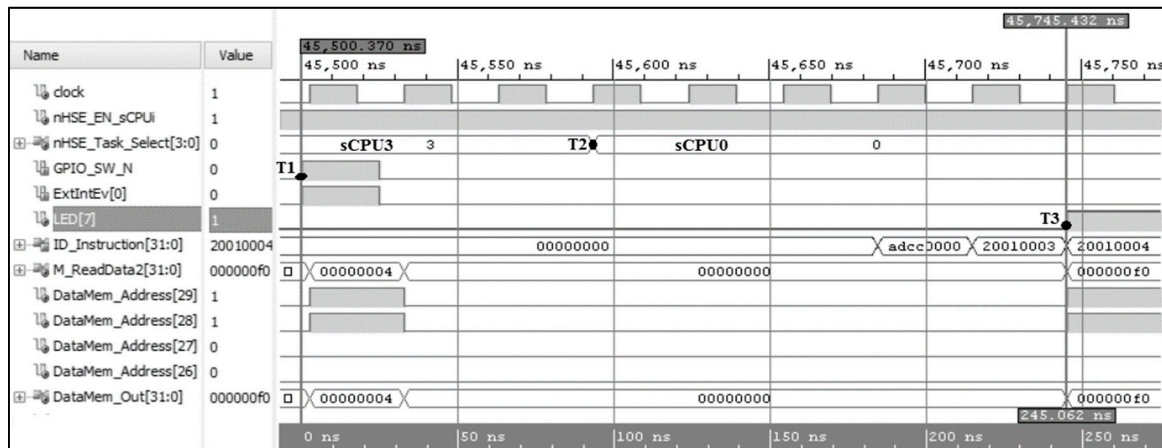 45,745.432 ns
Name Value 45,500.370 ns
45,500 ns 45,550 ns 45,600 ns 45,650 ns 45,700 ns 45,750 ns
clock 1
nHSE_EN_sCPUi 1
nHSE_Task_Select[3:0] 0 sCPU3 3 T2 sCPU0 0
GPIO_SW_N 0 T1
ExtIntEv[0] 0
LED[7] 1 T3
ID_Instruction[31:0] 20010004 00000000 adcc0000 20010003 20010004
M_ReadData2[31:0] 000000f0 00000004 00000000 000000f0
DataMem_Address[29] 1
DataMem_Address[28] 1
DataMem_Address[27] 0
DataMem_Address[26] 0
DataMem_Out[31:0] 000000f0 00000004 00000000 000000f0
245.062 ns
0 ns 50 ns 100 ns 150 ns 200 ns 250 ns